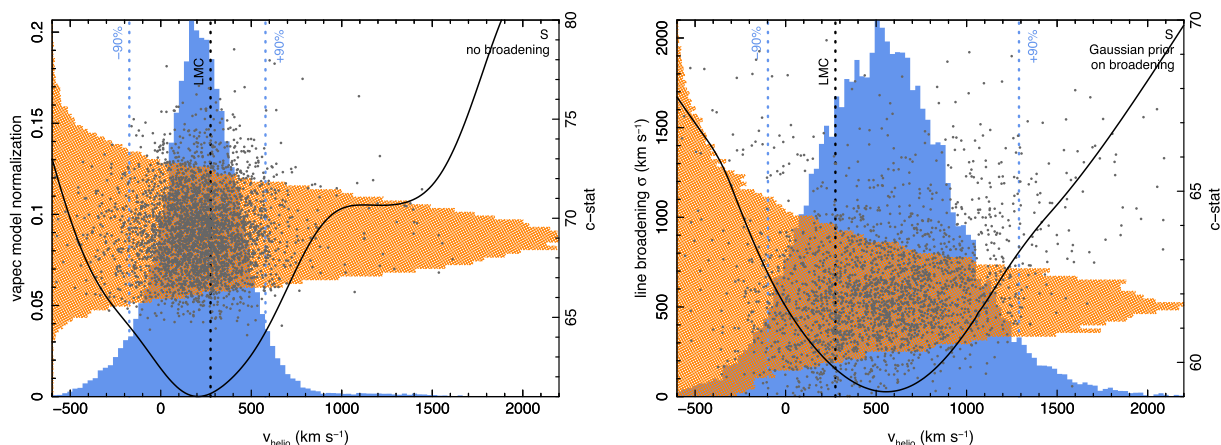 0.2
0.15
0.1
0.05
0
vapec model normalization
−90%
LMC
+90%
S
no broadening
80
75
70
65
c−stat
−500 0 500 1000 1500 2000
v_helio (km s⁻¹)
2000
1500
1000
500
0
line broadening σ (km s⁻¹)
−90%
LMC
+90%
S
Gaussian prior
on broadening
70
65
60
c−stat
−500 0 500 1000 1500 2000
v_helio (km s⁻¹)